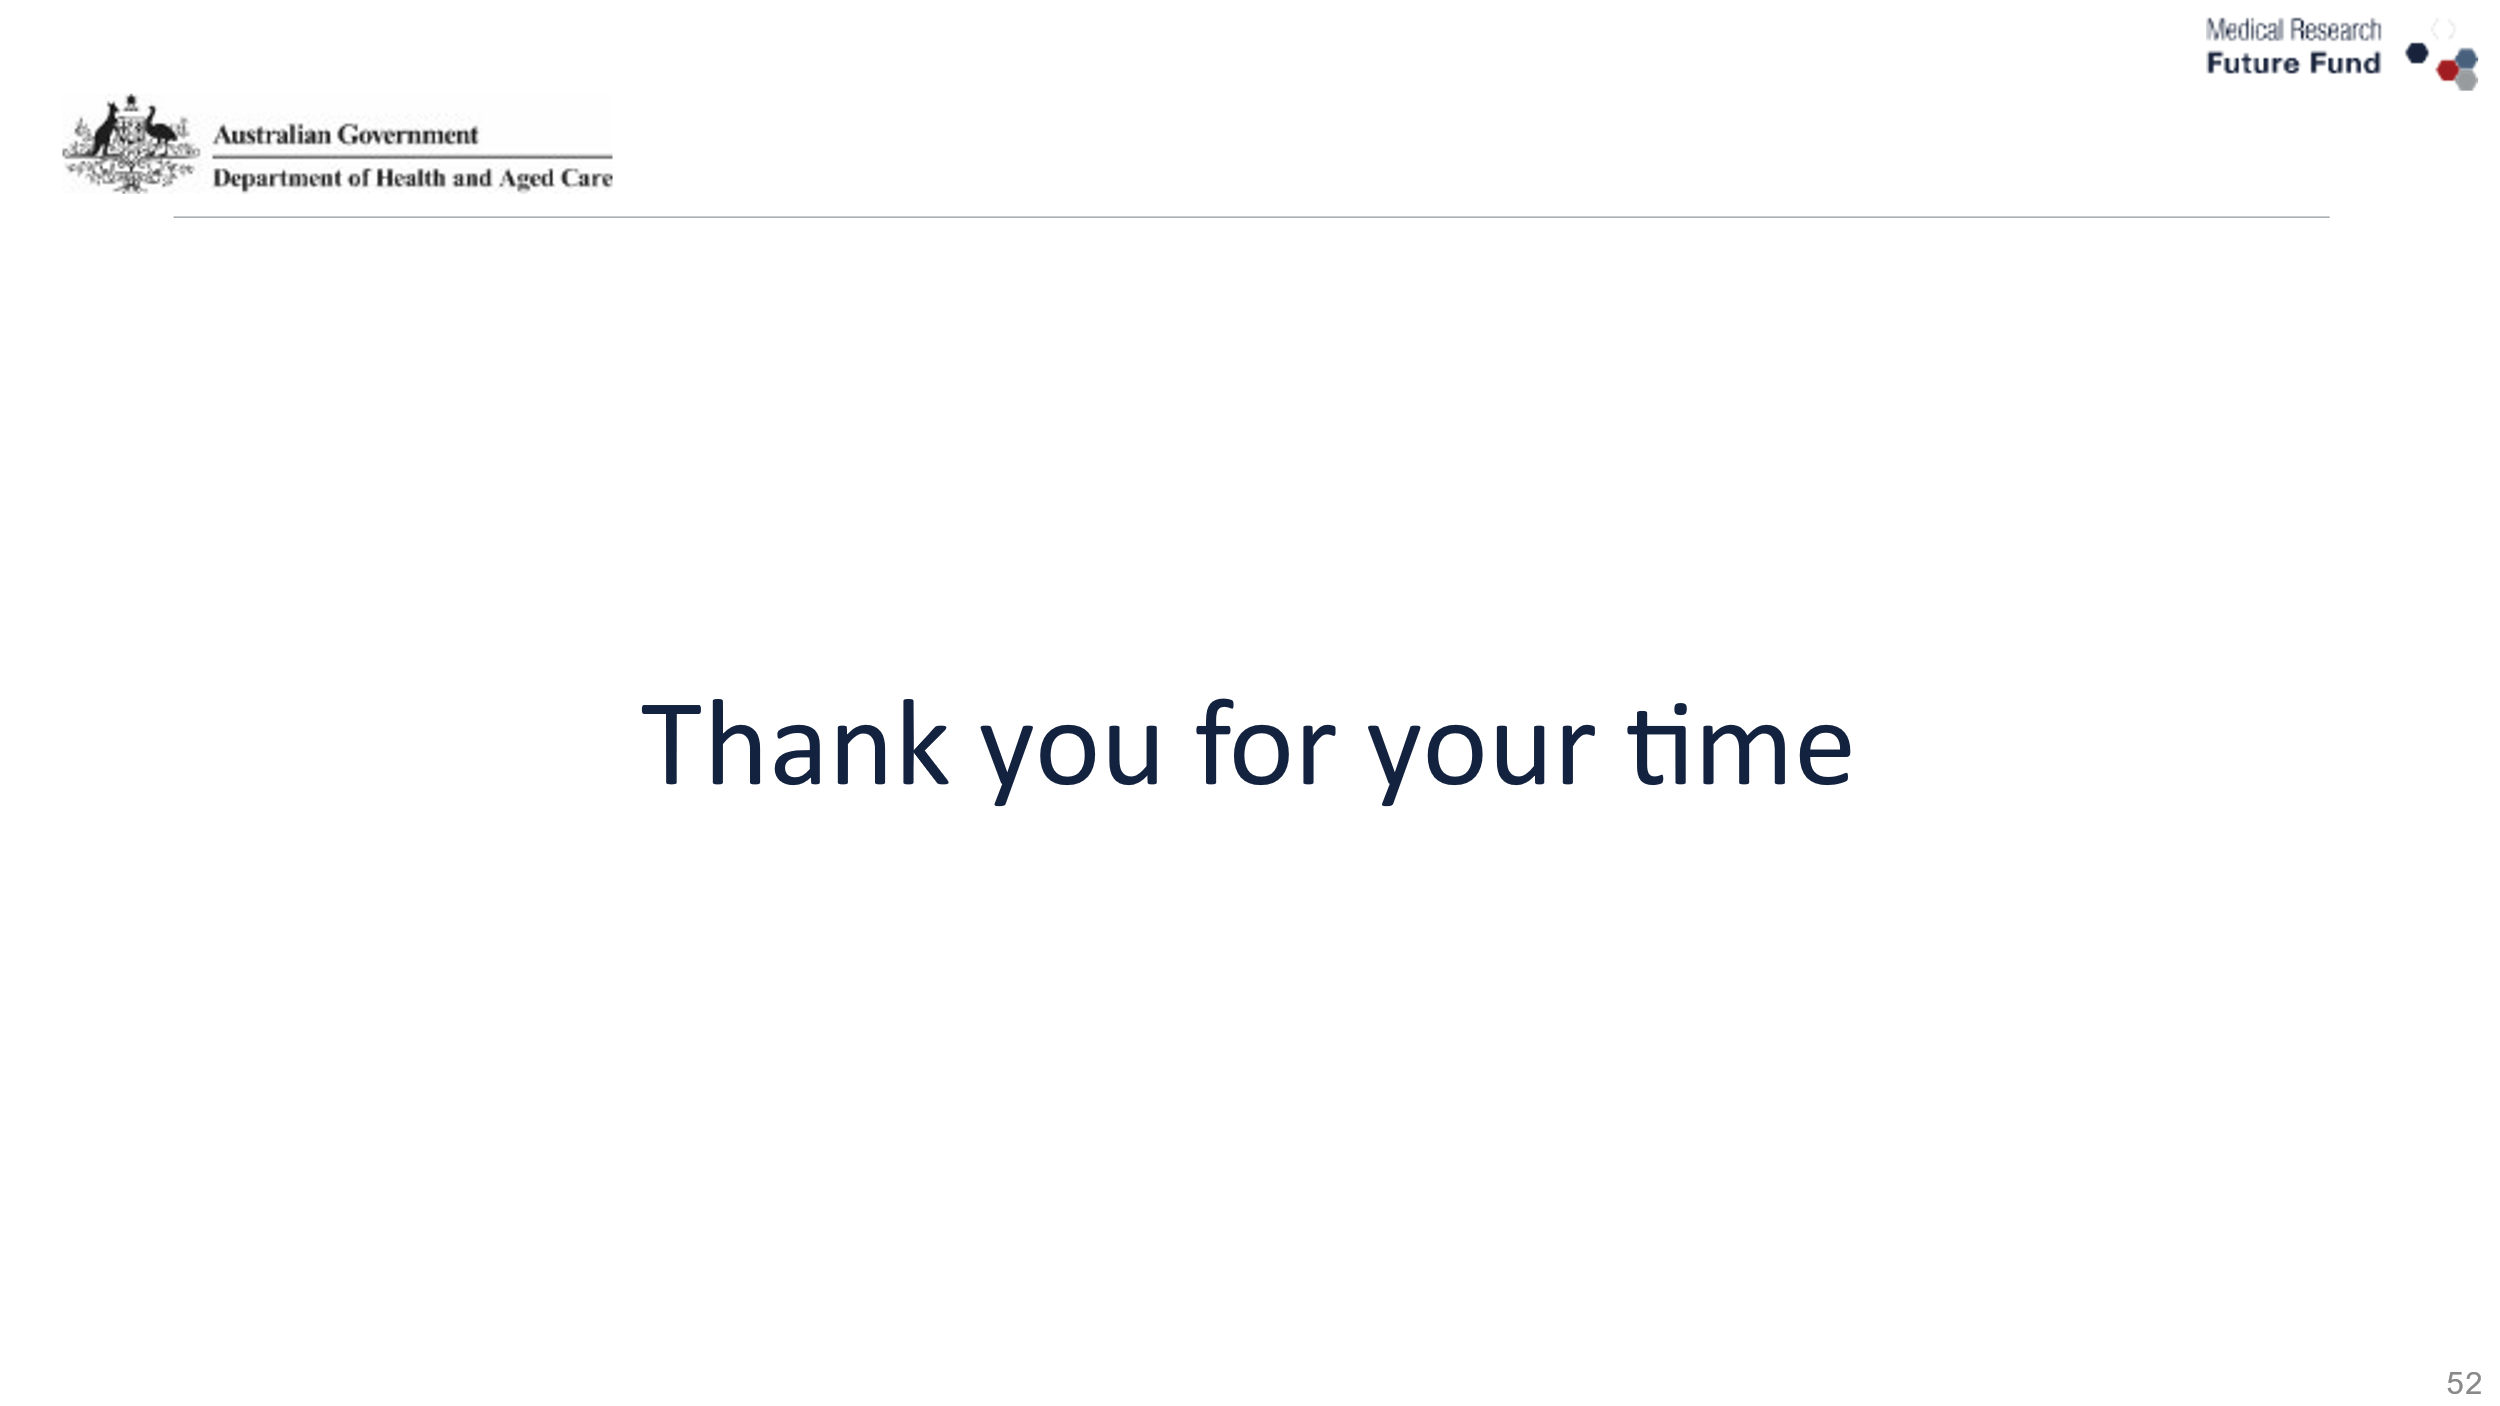 Medical Research
Future Fund
Australian Government
Department of Health and Aged Care
Thank you for your time
52